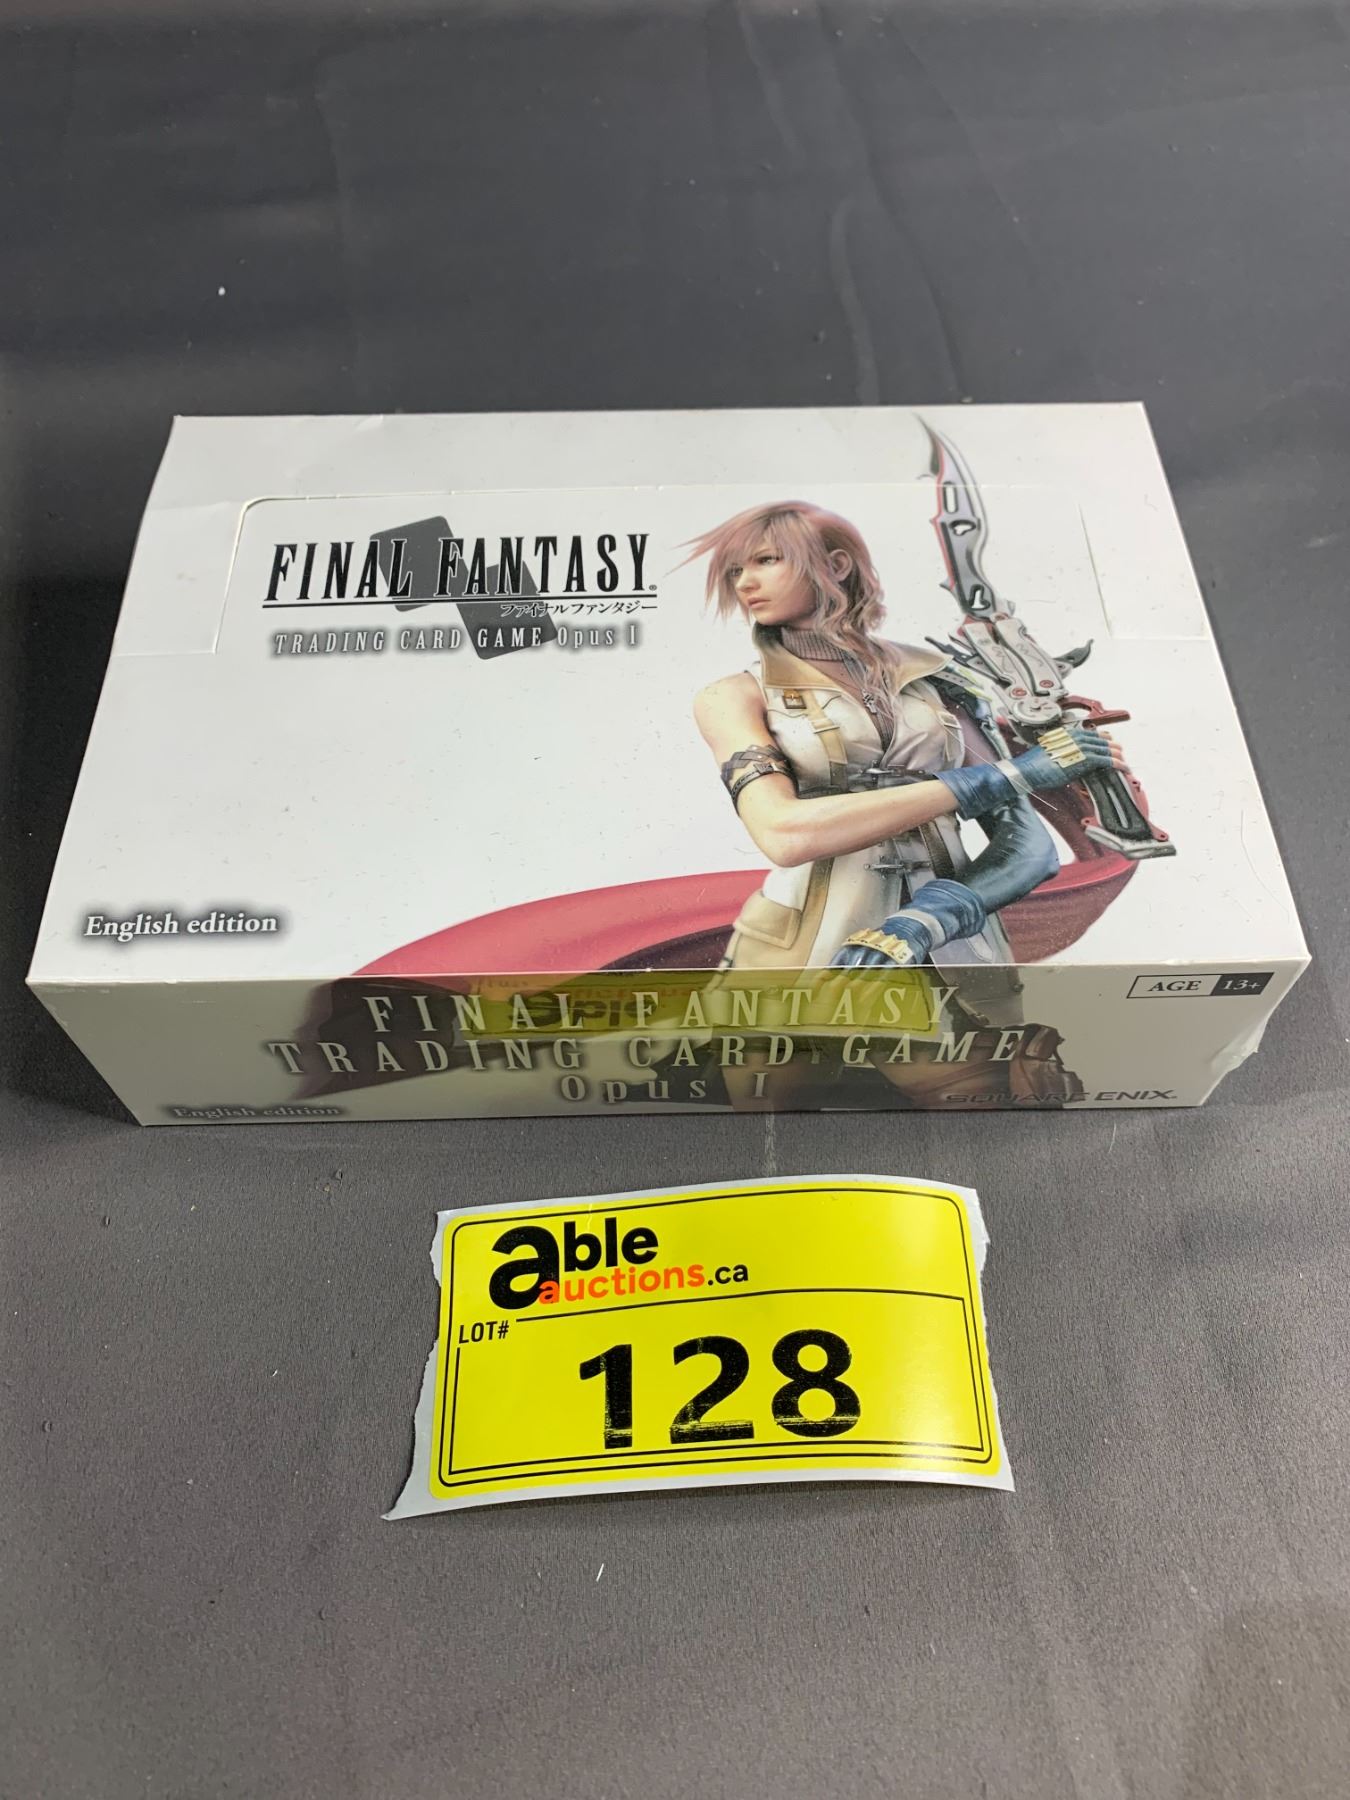 FINAL FANTASY®
ファイナルファンタジー
TRADING CARD GAME Opus I
English edition
FINAL FANTASY
TRADING CARD GAME
Opus I
AGE 13+
English edition
SQUARE ENIX.
able
auctions.ca
LOT#
128